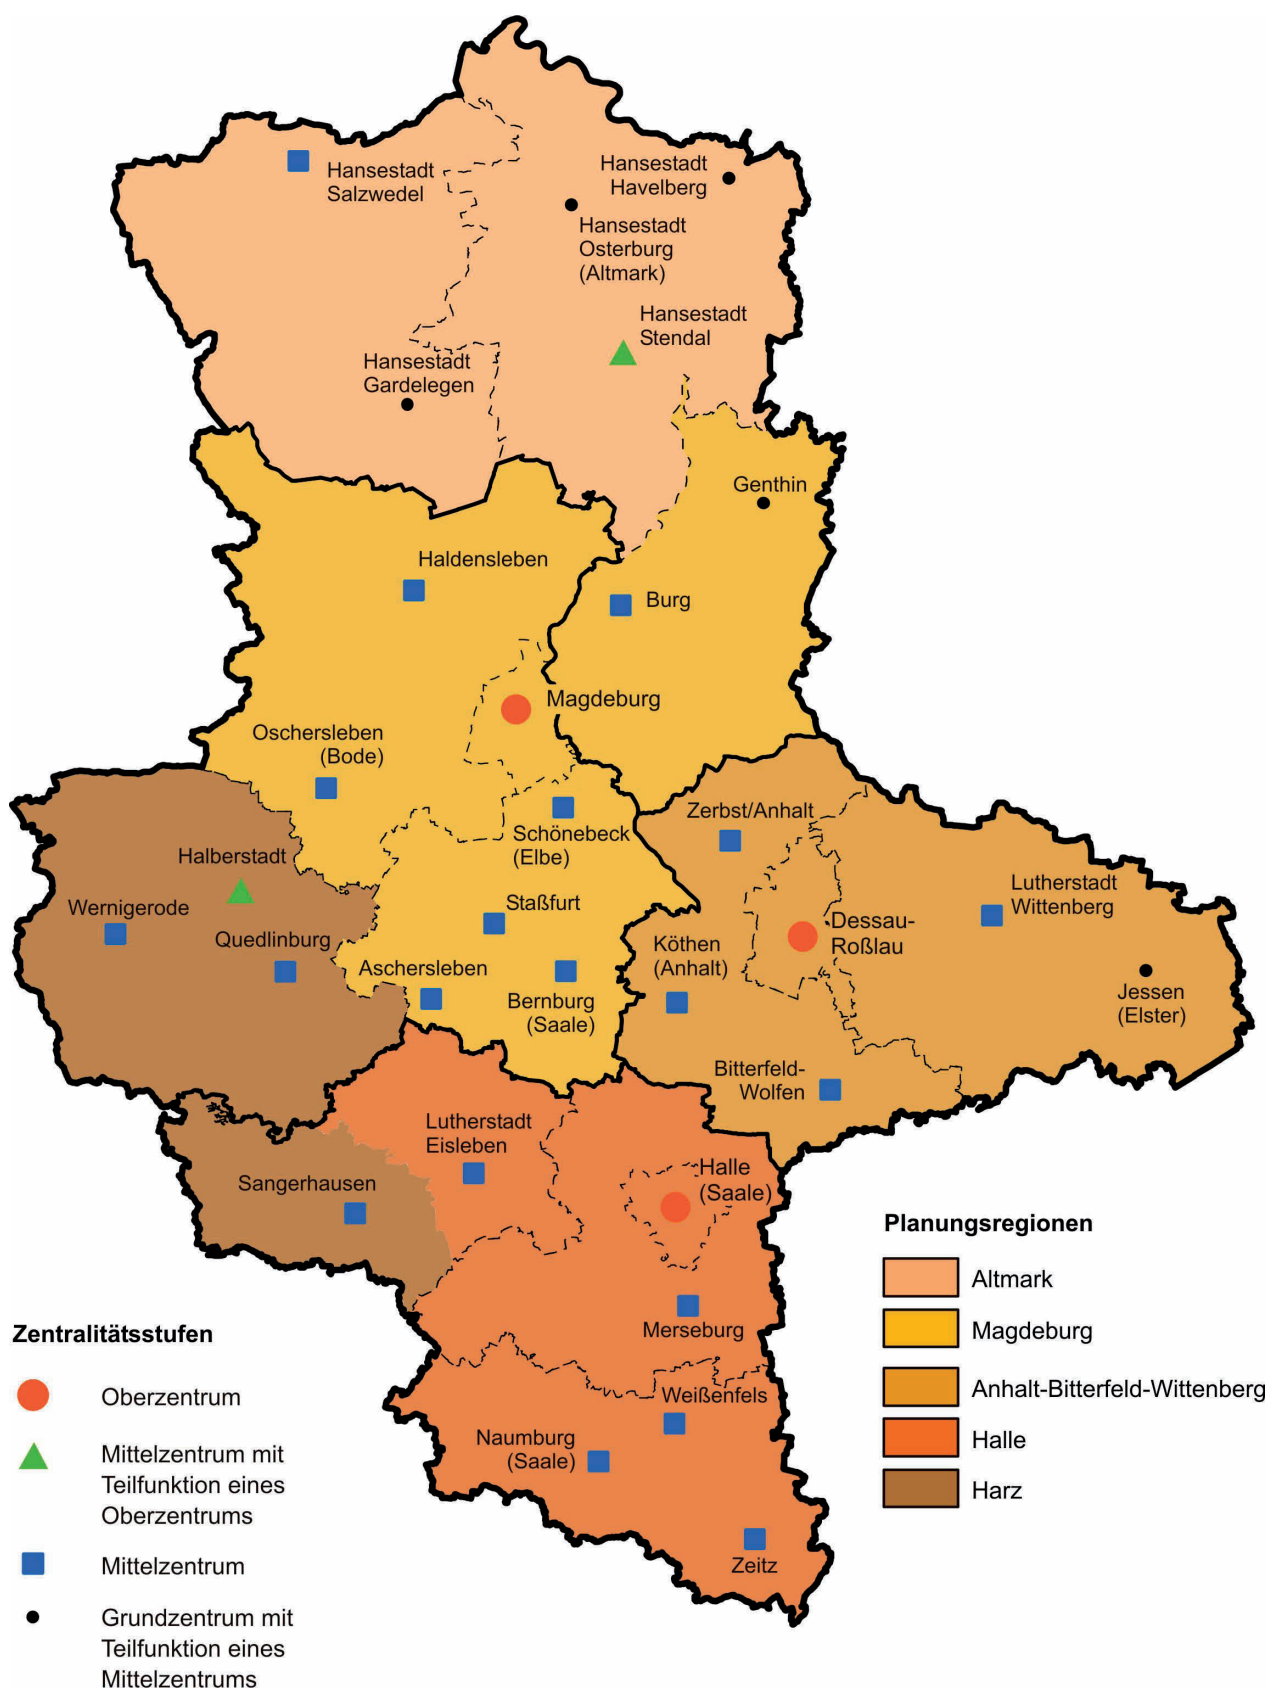 Hansestadt
Salzwedel
Hansestadt
Havelberg
Hansestadt
Osterburg
(Altmark)
Hansestadt
Stendal
Hansestadt
Gardelegen
Genthin
Haldensleben
Burg
Magdeburg
Oschersleben
(Bode)
Zerbst/Anhalt
Schönebeck
(Elbe)
Halberstadt
Lutherstadt
Wittenberg
Wernigerode
Staßfurt
Dessau-
Roßlau
Quedlinburg
Köthen
(Anhalt)
Aschersleben
Bernburg
(Saale)
Jessen
(Elster)
Bitterfeld-
Wolfen
Lutherstadt
Eisleben
Halle
(Saale)
Sangerhausen
Merseburg
Weißenfels
Naumburg
(Saale)
Zeitz
Planungsregionen
Altmark
Magdeburg
Anhalt-Bitterfeld-Wittenberg
Halle
Harz
Zentralitätsstufen
Oberzentrum
Mittelzentrum mit
Teilfunktion eines
Oberzentrums
Mittelzentrum
Grundzentrum mit
Teilfunktion eines
Mittelzentrums